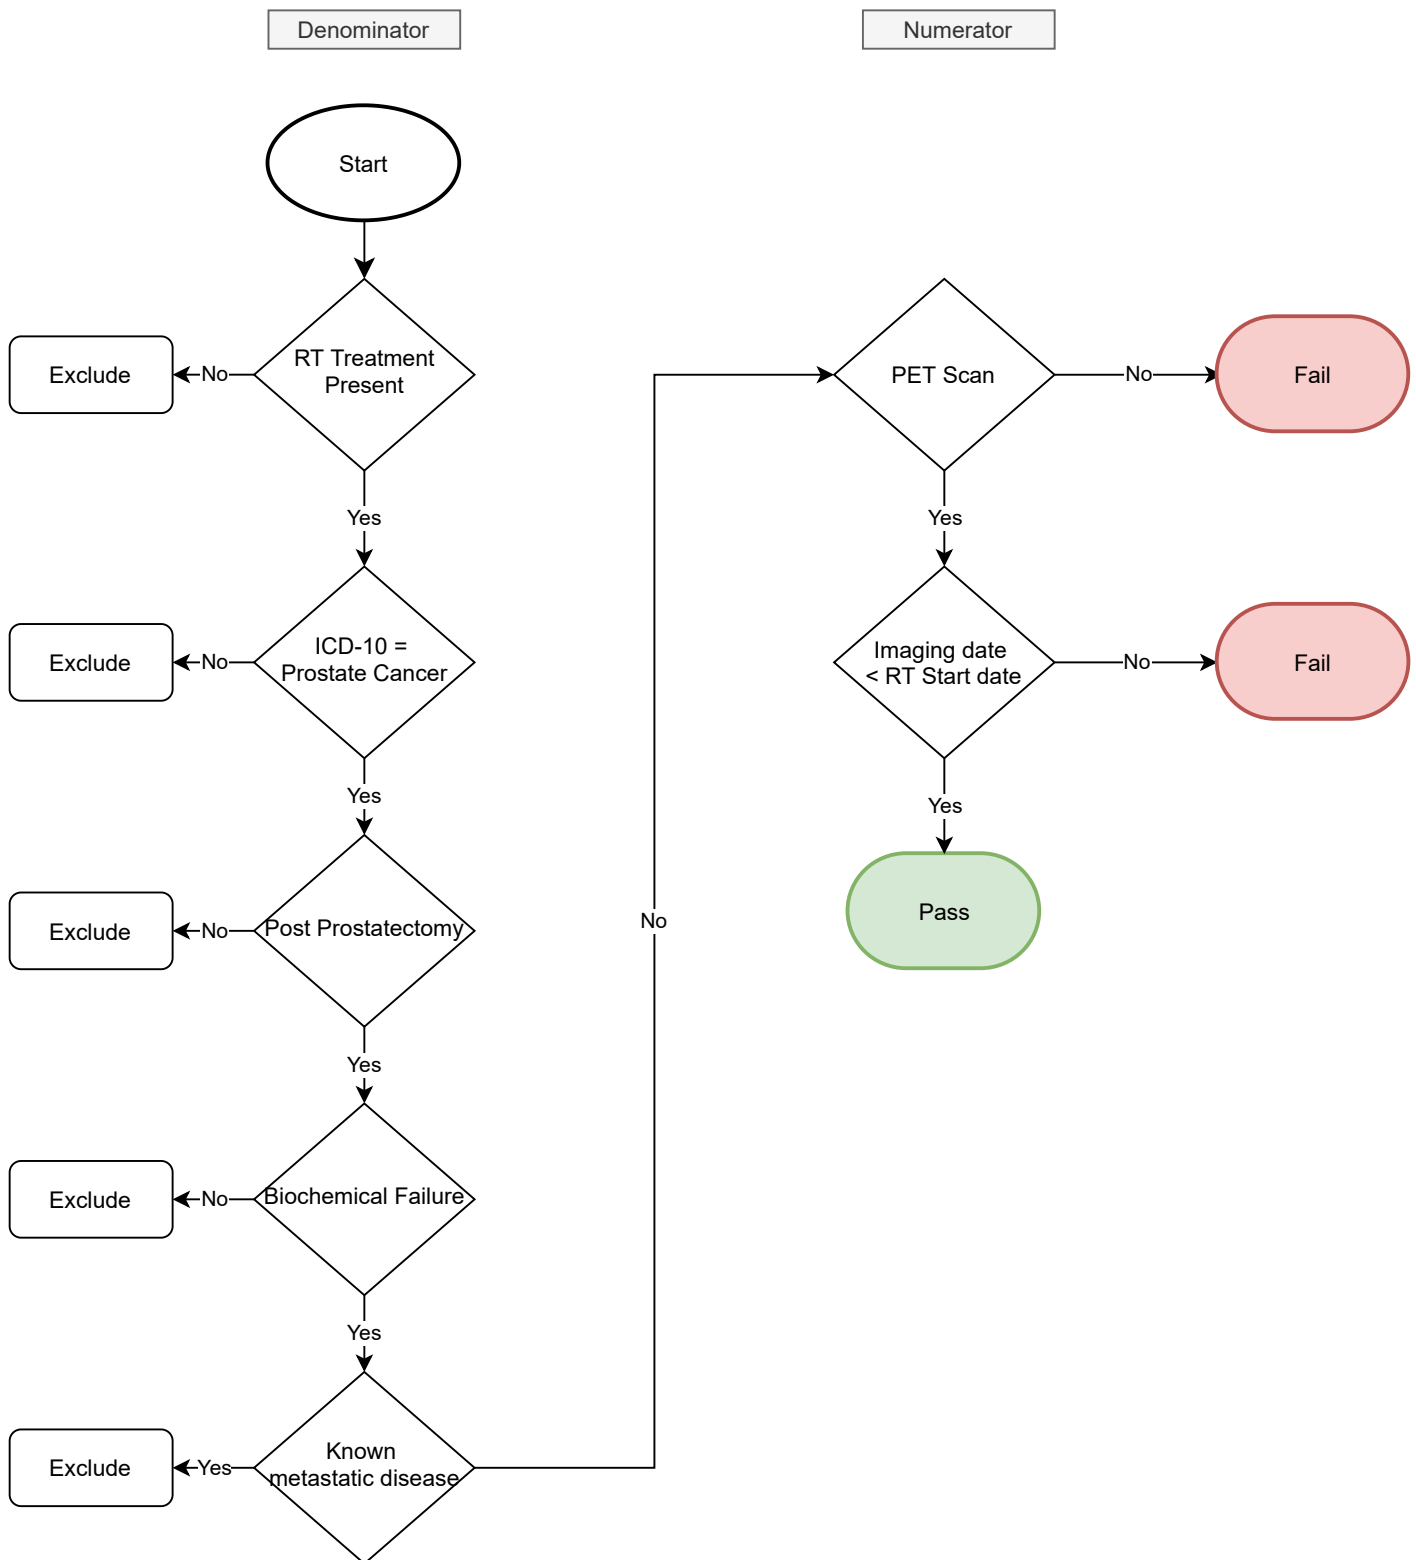 Denominator
Numerator
Start
RT Treatment
Present
No
Exclude
Yes
ICD-10 =
Prostate Cancer
No
Exclude
Yes
Post Prostatectomy
No
Exclude
Yes
Biochemical Failure
No
Exclude
Yes
Known
metastatic disease
Yes
Exclude
No
PET Scan
No
Fail
Yes
Imaging date
< RT Start date
No
Fail
Yes
Pass